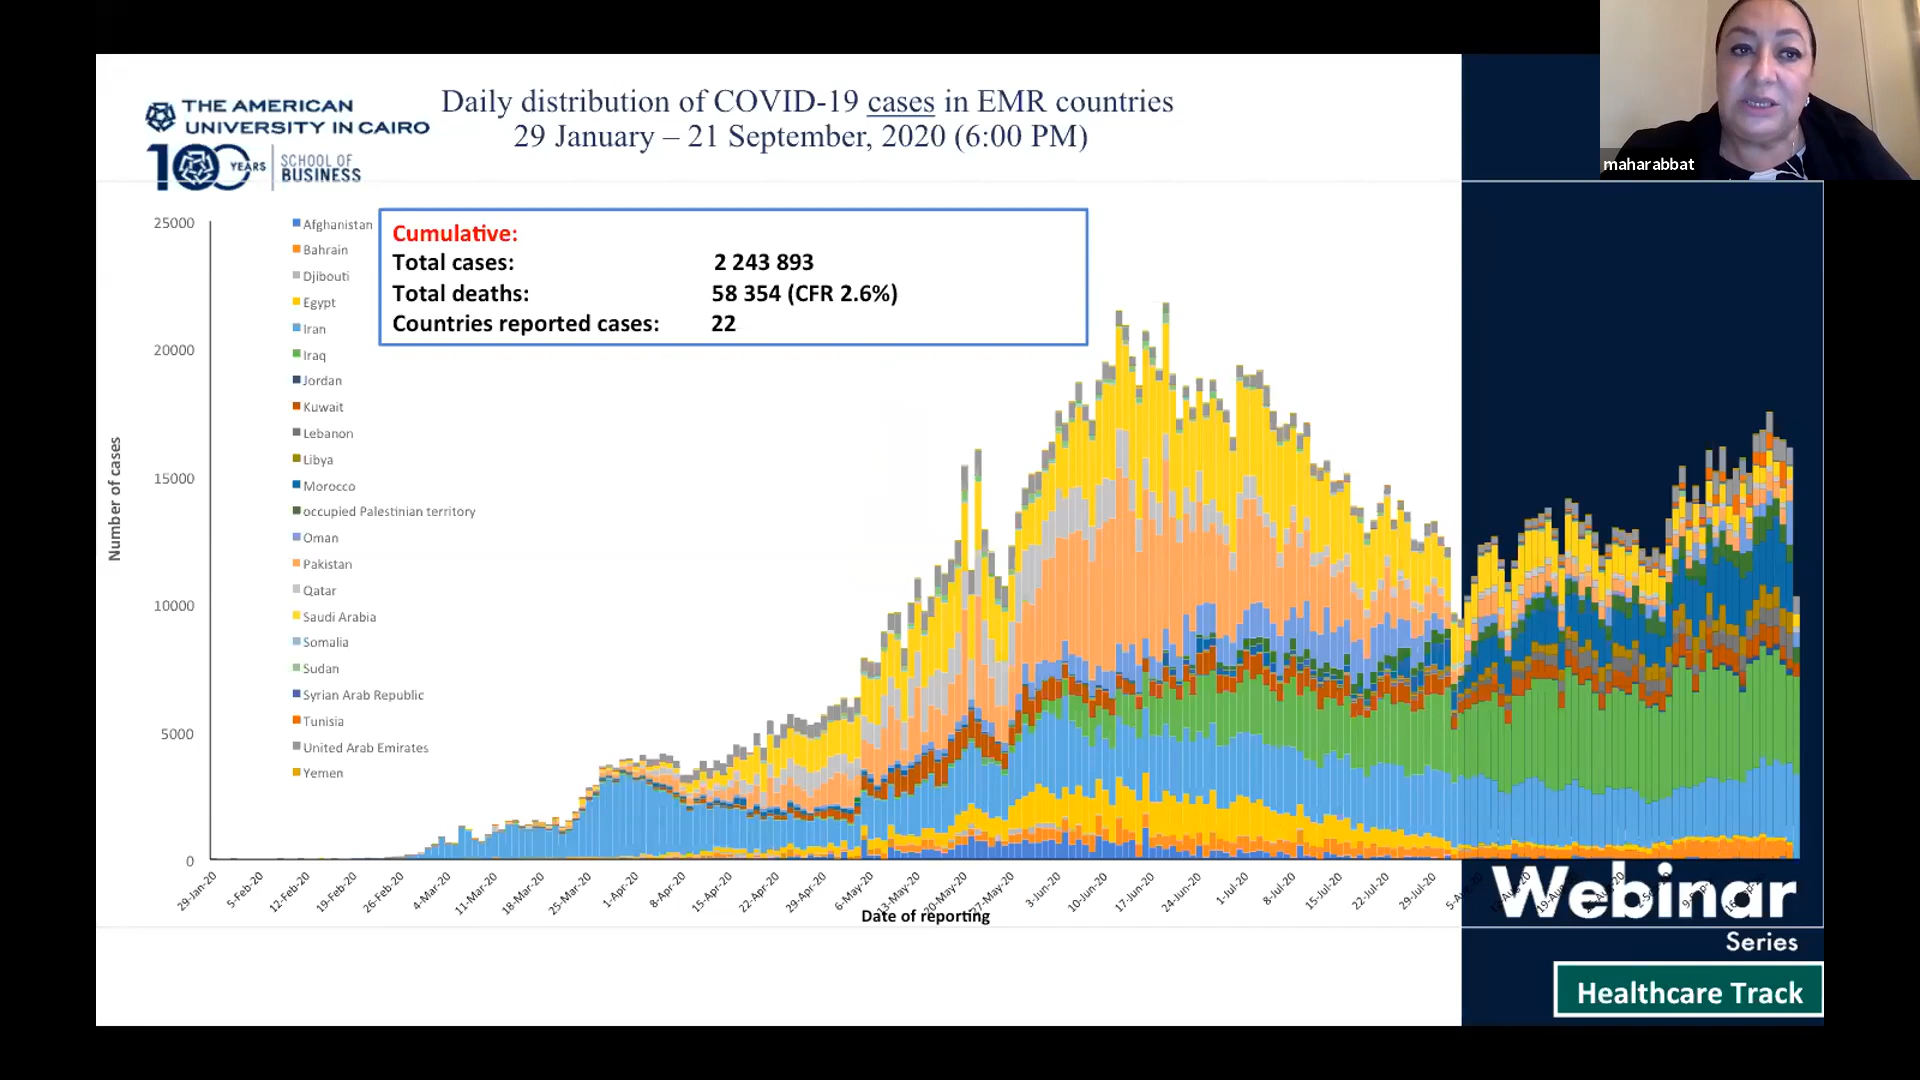 THE AMERICAN
UNIVERSITY IN CAIRO
100 YEARS
SCHOOL OF
BUSINESS
Daily distribution of COVID-19 cases in EMR countries
29 January – 21 September, 2020 (6:00 PM)
maharabbat
Cumulative:
Total cases: 2 243 893
Total deaths: 58 354 (CFR 2.6%)
Countries reported cases: 22
Number of cases
25000
20000
15000
10000
5000
0
Afghanistan
Bahrain
Djibouti
Egypt
Iran
Iraq
Jordan
Kuwait
Lebanon
Libya
Morocco
occupied Palestinian territory
Oman
Pakistan
Qatar
Saudi Arabia
Somalia
Sudan
Syrian Arab Republic
Tunisia
United Arab Emirates
Yemen
29-Jan-20
5-Feb-20
12-Feb-20
19-Feb-20
26-Feb-20
4-Mar-20
11-Mar-20
18-Mar-20
25-Mar-20
1-Apr-20
8-Apr-20
15-Apr-20
22-Apr-20
29-Apr-20
6-May-20
13-May-20
20-May-20
27-May-20
3-Jun-20
10-Jun-20
17-Jun-20
24-Jun-20
1-Jul-20
8-Jul-20
15-Jul-20
22-Jul-20
29-Jul-20
Date of reporting
Webinar
Series
Healthcare Track